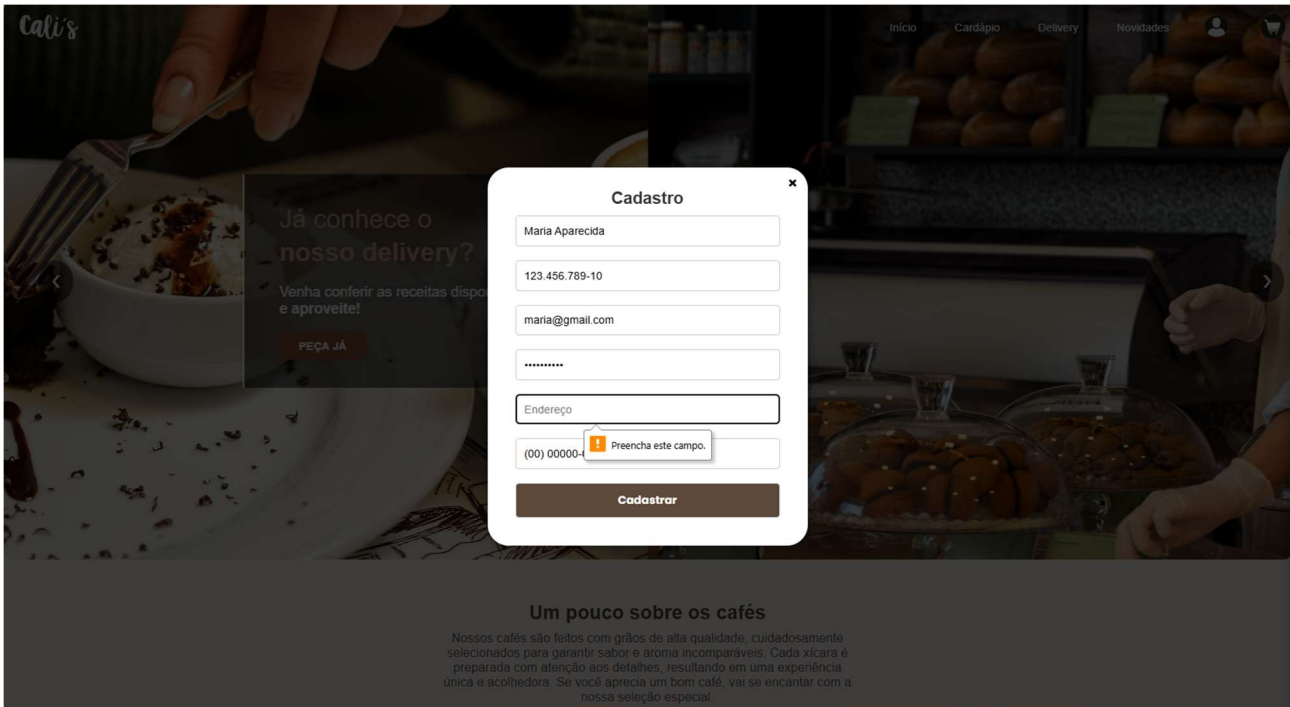 Cali's
Início Cardápio Delivery Novidades
Cadastro
Maria Aparecida
123.456.789-10
maria@gmail.com
••••••••••
Endereço
Preencha este campo.
(00) 00000-
Cadastrar
Já conhece o
nosso delivery?
Venha conferir as receitas
e aproveite!
PEÇA JÁ
Um pouco sobre os cafés
Nossos cafés são feitos com grãos de alta qualidade, cuidadosamente
selecionados para garantir sabor e aroma incomparáveis. Cada xícara é
preparada com atenção aos detalhes, resultando em uma experiência
única e acolhedora. Se você aprecia um bom café, vai se encantar com a
nossa seleção especial.